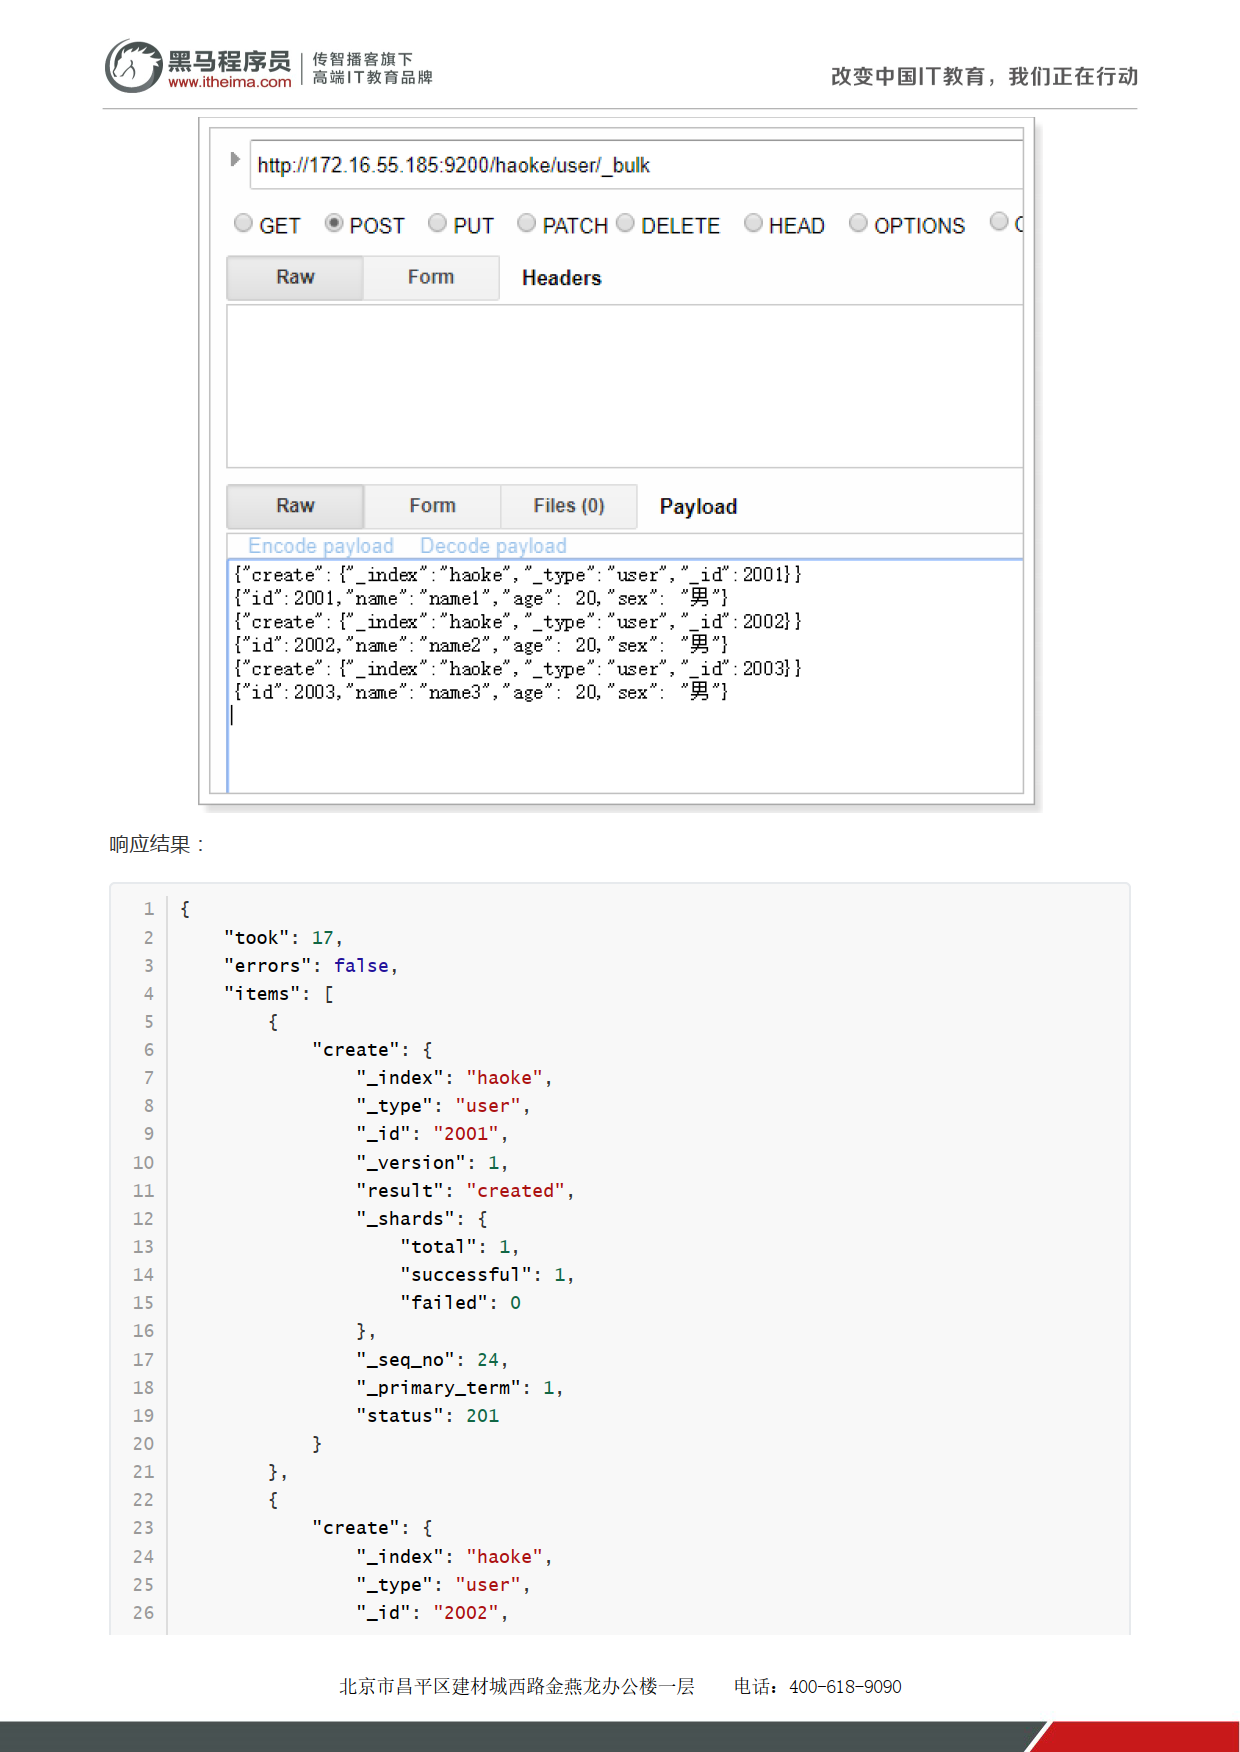 黑马程序员
www.itheima.com
传智播客旗下
高端IT教育品牌
改变中国IT教育，我们正在行动
http://172.16.55.185:9200/haoke/user/_bulk
GET POST PUT PATCH DELETE HEAD OPTIONS
Raw Form Headers
Raw Form Files (0) Payload
Encode payload Decode payload
{"create":{"_index":"haoke","_type":"user","_id":2001}}
{"id":2001,"name":"name1","age": 20,"sex": "男"}
{"create":{"_index":"haoke","_type":"user","_id":2002}}
{"id":2002,"name":"name2","age": 20,"sex": "男"}
{"create":{"_index":"haoke","_type":"user","_id":2003}}
{"id":2003,"name":"name3","age": 20,"sex": "男"}
响应结果：
1 {
2 "took": 17,
3 "errors": false,
4 "items": [
5 {
6 "create": {
7 "_index": "haoke",
8 "_type": "user",
9 "_id": "2001",
10 "_version": 1,
11 "result": "created",
12 "_shards": {
13 "total": 1,
14 "successful": 1,
15 "failed": 0
16 },
17 "_seq_no": 24,
18 "_primary_term": 1,
19 "status": 201
20 }
21 },
22 {
23 "create": {
24 "_index": "haoke",
25 "_type": "user",
26 "_id": "2002",
北京市昌平区建材城西路金燕龙办公楼一层 电话：400-618-9090